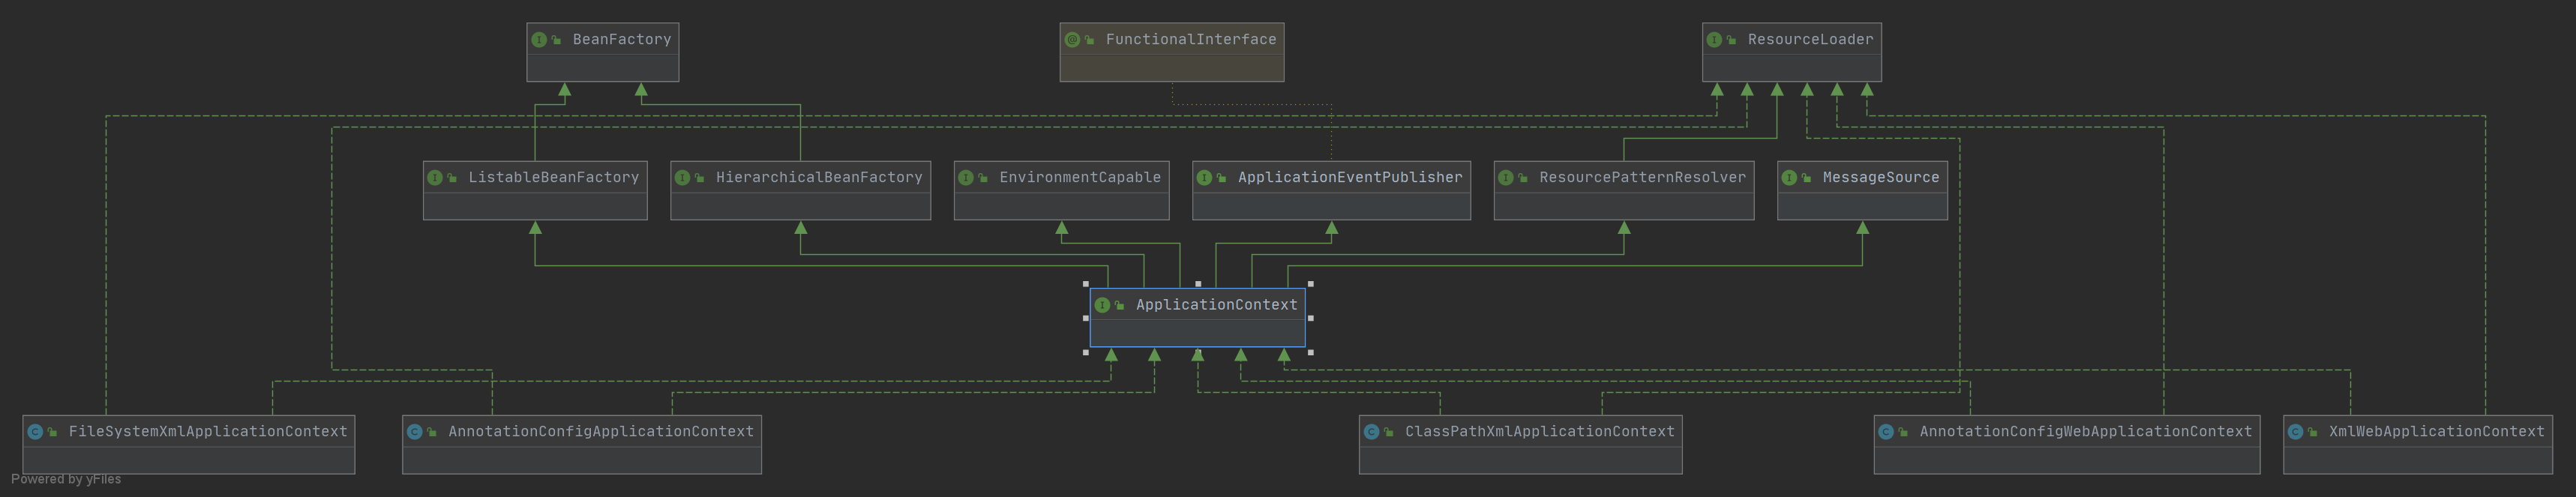 BeanFactory
FunctionalInterface
ResourceLoader
ListableBeanFactory
HierarchicalBeanFactory
EnvironmentCapable
ApplicationEventPublisher
ResourcePatternResolver
MessageSource
ApplicationContext
FileSystemXmlApplicationContext
AnnotationConfigApplicationContext
ClassPathXmlApplicationContext
AnnotationConfigWebApplicationContext
XmlWebApplicationContext
Powered by yFiles